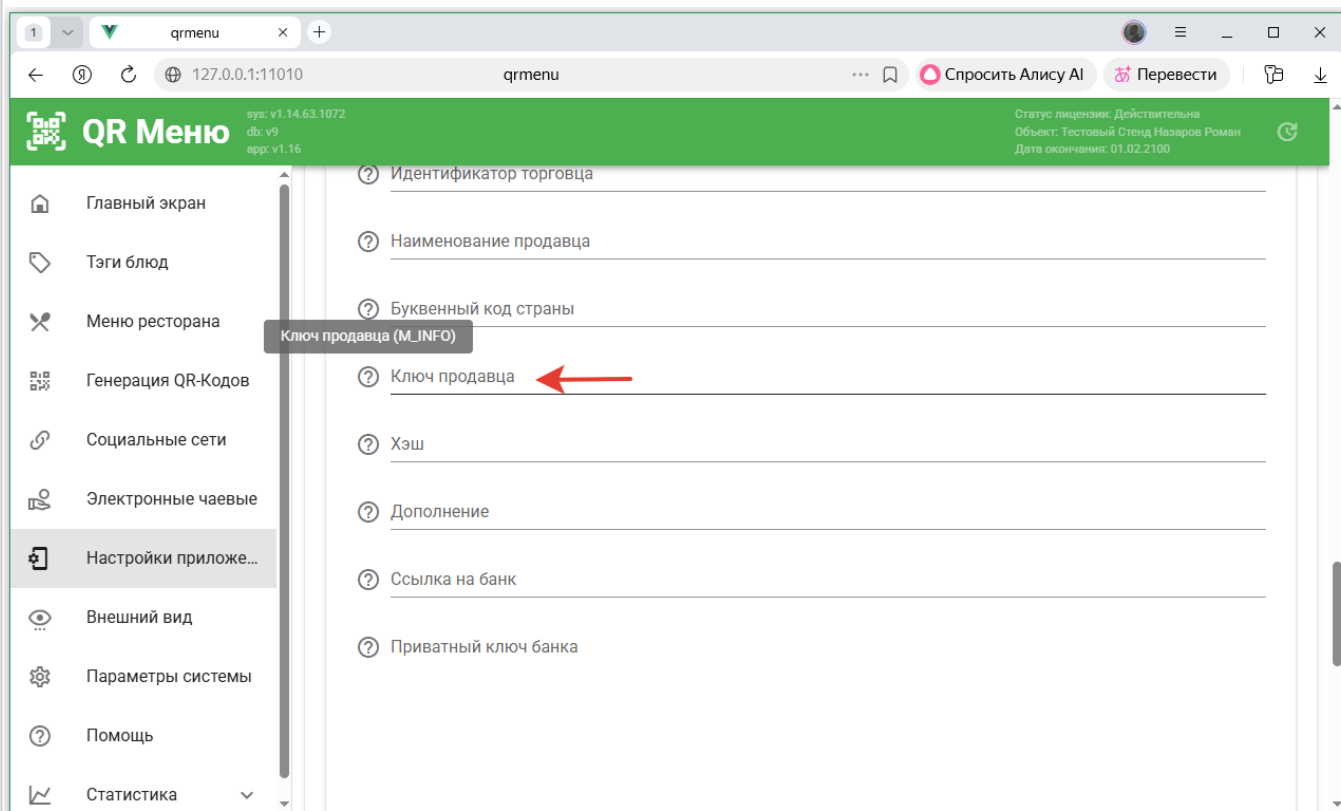 1
qrmenu
127.0.0.1:11010
qrmenu
Спросить Алису AI
Перевести
QR Меню
sys: v1.14.63.1072
db: v9
app: v1.16
Статус лицензии: Действительна
Объект: Тестовый Стенд Назаров Роман
Дата окончания: 01.02.2100
Главный экран
Тэги блюд
Меню ресторана
Генерация QR-Кодов
Социальные сети
Электронные чаевые
Настройки приложе...
Внешний вид
Параметры системы
Помощь
Статистика
Идентификатор торговца
Наименование продавца
Буквенный код страны
Ключ продавца (M_INFO)
Ключ продавца
Хэш
Дополнение
Ссылка на банк
Приватный ключ банка